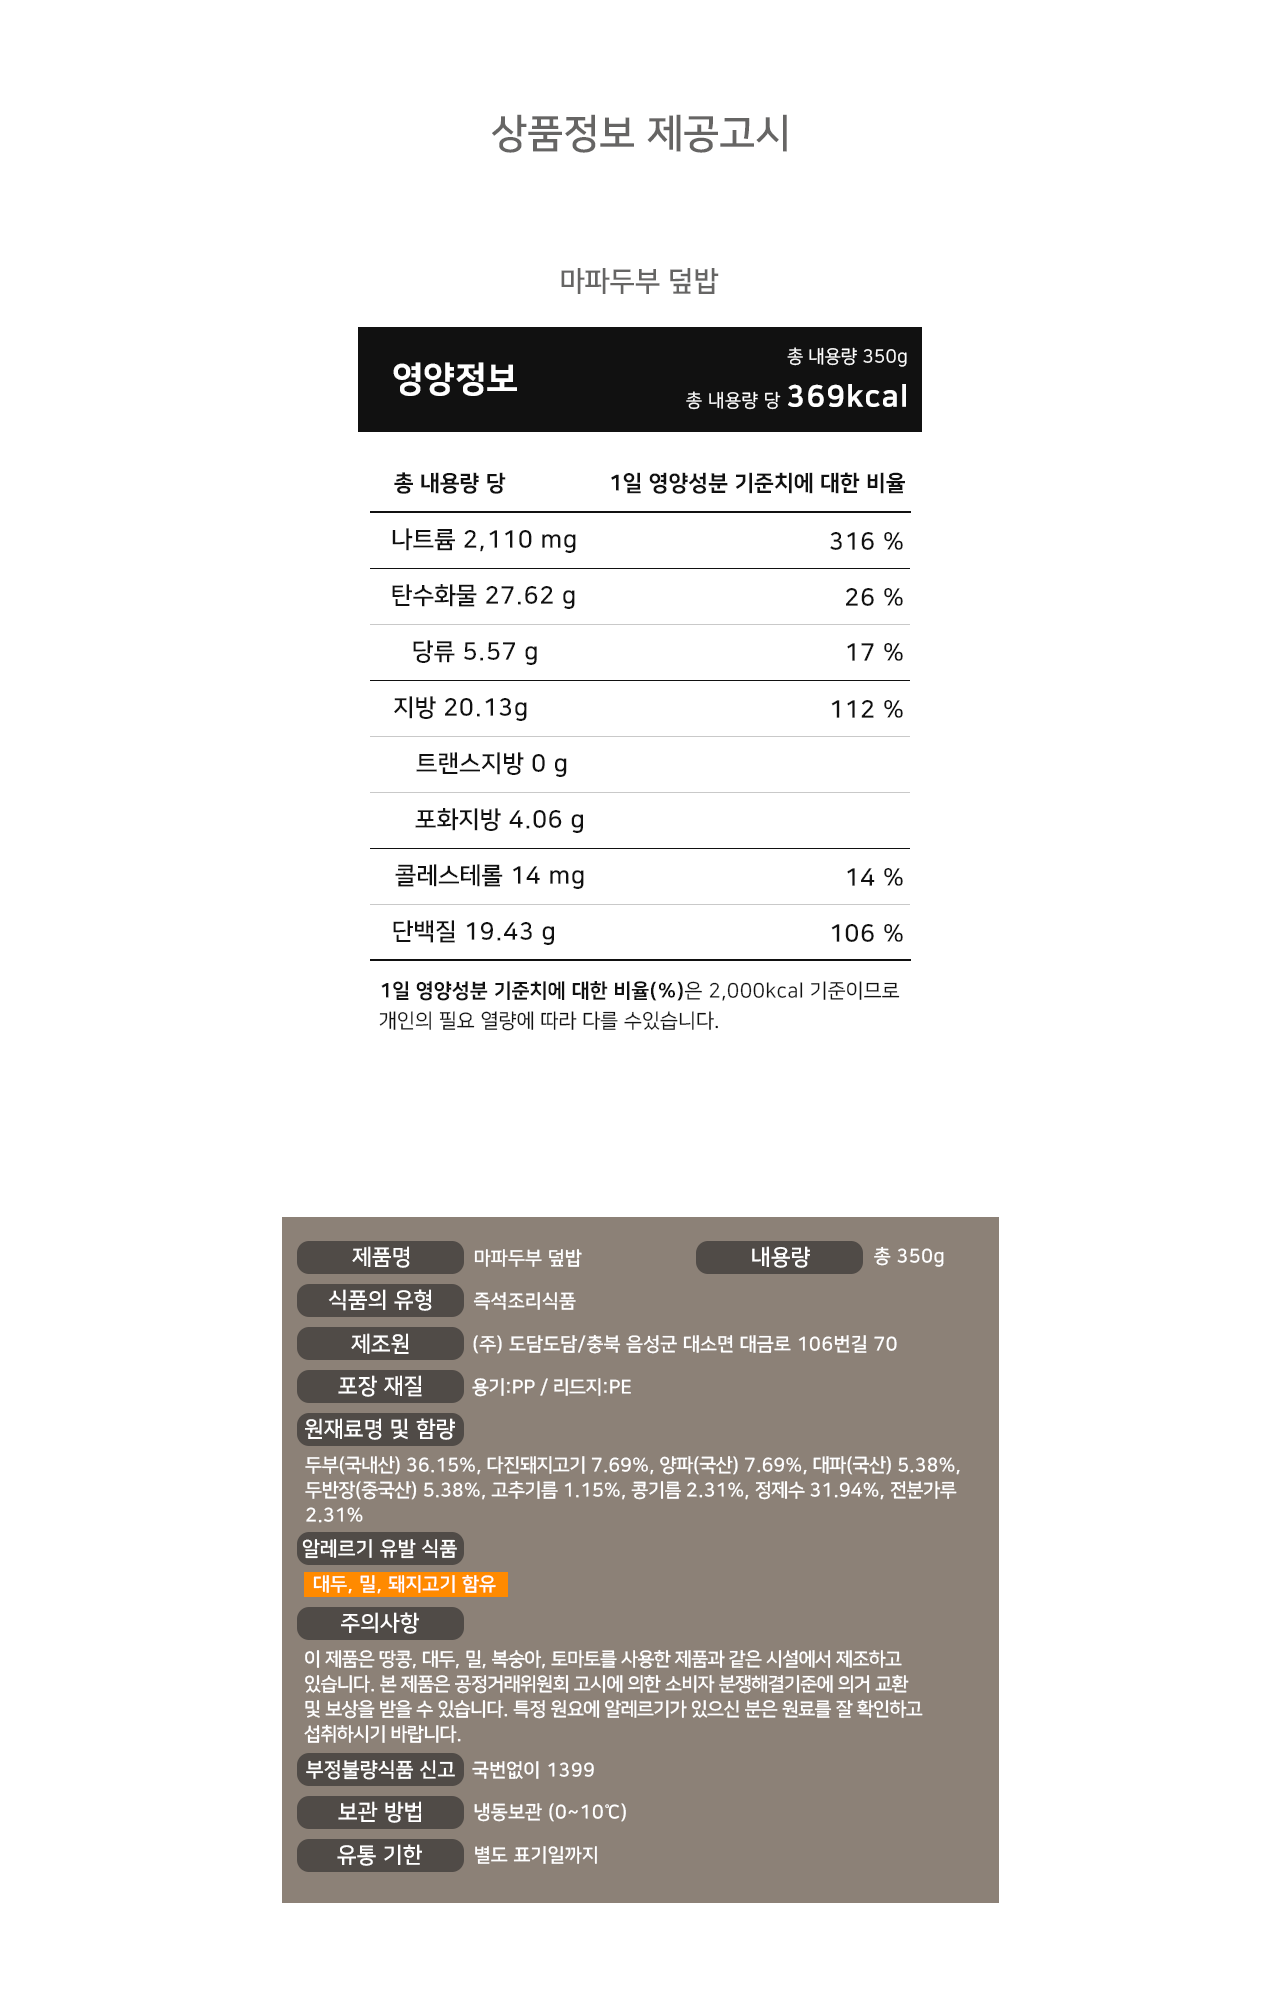 상품정보 제공고시
마파두부 덮밥
영양정보
총 내용량 350g
총 내용량 당 369kcal
총 내용량 당 1일 영양성분 기준치에 대한 비율
나트륨 2,110 mg 316 %
탄수화물 27.62 g 26 %
당류 5.57 g 17 %
지방 20.13g 112 %
트랜스지방 0 g
포화지방 4.06 g
콜레스테롤 14 mg 14 %
단백질 19.43 g 106 %
1일 영양성분 기준치에 대한 비율(%)은 2,000kcal 기준이므로
개인의 필요 열량에 따라 다를 수있습니다.
제품명 마파두부 덮밥 내용량 총 350g
식품의 유형 즉석조리식품
제조원 (주) 도담도담/충북 음성군 대소면 대금로 106번길 70
포장 재질 용기:PP / 리드지:PE
원재료명 및 함량
두부(국내산) 36.15%, 다진돼지고기 7.69%, 양파(국산) 7.69%, 대파(국산) 5.38%,
두반장(중국산) 5.38%, 고추기름 1.15%, 콩기름 2.31%, 정제수 31.94%, 전분가루
2.31%
알레르기 유발 식품
대두, 밀, 돼지고기 함유
주의사항
이 제품은 땅콩, 대두, 밀, 복숭아, 토마토를 사용한 제품과 같은 시설에서 제조하고
있습니다. 본 제품은 공정거래위원회 고시에 의한 소비자 분쟁해결기준에 의거 교환
및 보상을 받을 수 있습니다. 특정 원요에 알레르기가 있으신 분은 원료를 잘 확인하고
섭취하시기 바랍니다.
부정불량식품 신고 국번없이 1399
보관 방법 냉동보관 (0~10℃)
유통 기한 별도 표기일까지